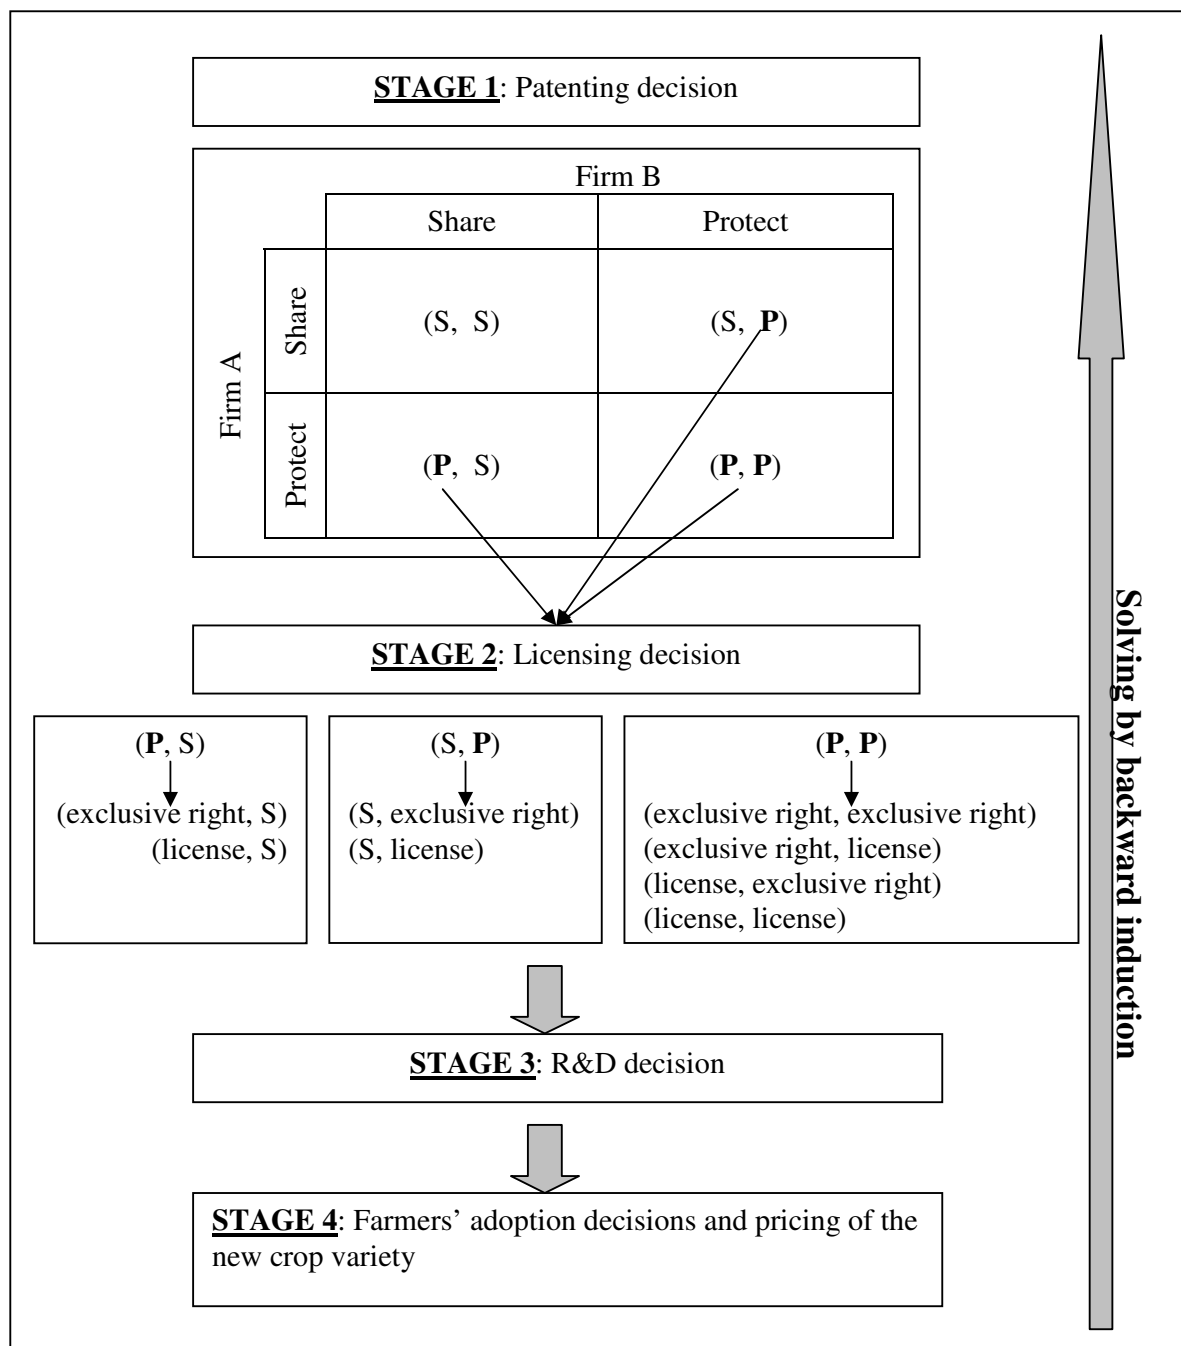 STAGE 1: Patenting decision
Firm B
Share
Protect
Firm A
Share
(S, S)
(S, P)
Protect
(P, S)
(P, P)
STAGE 2: Licensing decision
(P, S)
(exclusive right, S)
(license, S)
(S, P)
(S, exclusive right)
(S, license)
(P, P)
(exclusive right, exclusive right)
(exclusive right, license)
(license, exclusive right)
(license, license)
STAGE 3: R&D decision
STAGE 4: Farmers' adoption decisions and pricing of the
new crop variety
Solving by backward induction